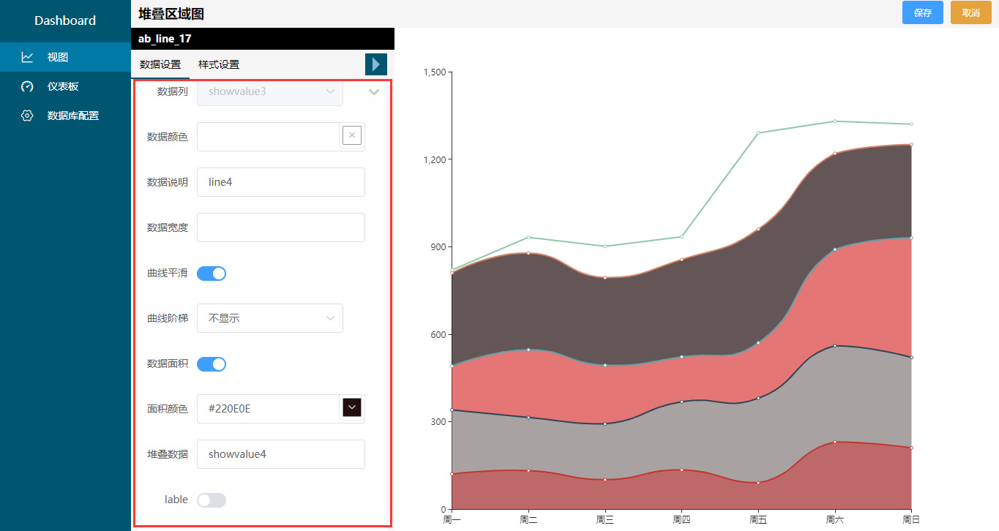 Dashboard
视图
仪表板
数据库配置
堆叠区域图
保存
取消
ab_line_17
数据设置
样式设置
数据列
showvalue3
数据颜色
数据说明
line4
数据宽度
曲线平滑
曲线阶梯
不显示
数据面积
面积颜色
#220E0E
堆叠数据
showvalue4
lable
1,500
1,200
900
600
300
0
周一
周二
周三
周四
周五
周六
周日